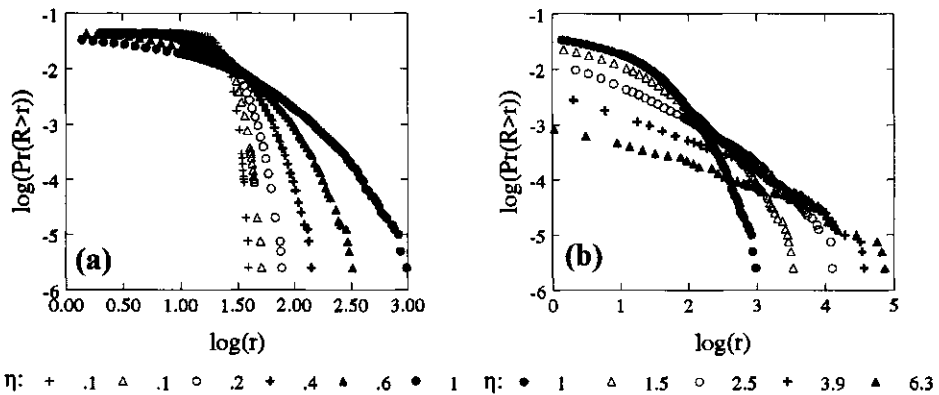 -1
-2
-3
-4
-5
-6
log(Pr(R>r))
(a)
0.00 0.50 1.00 1.50 2.00 2.50 3.00
log(r)
-1
-2
-3
-4
-5
-6
log(Pr(R>r))
(b)
0 1 2 3 4 5
log(r)
η: + .1 △ .1 ○ .2 + .4 ▲ .6 ● 1 η: ● 1 △ 1.5 ○ 2.5 + 3.9 ▲ 6.3